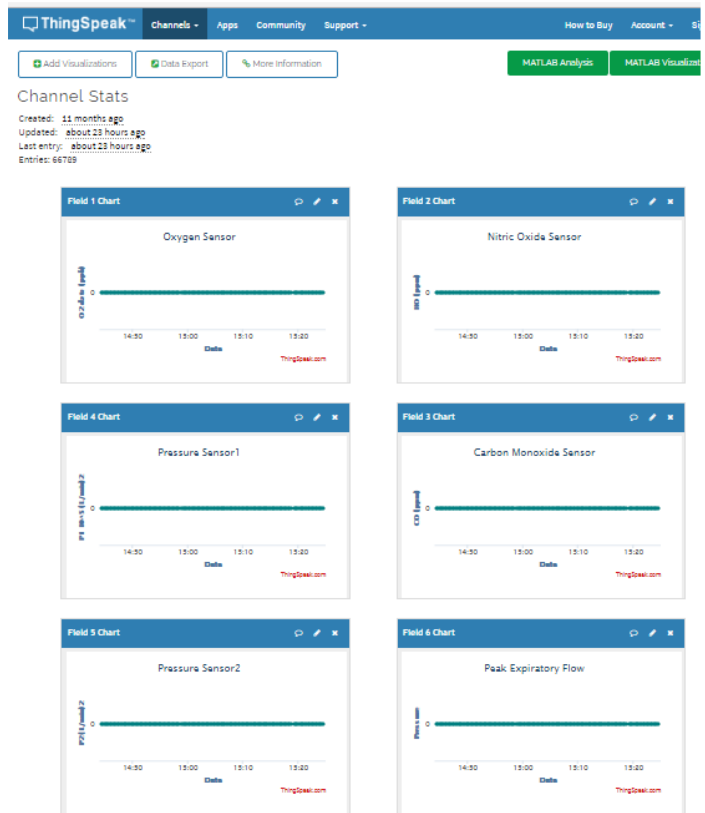 ThingSpeak™ Channels Apps Community Support How to Buy Account
Add Visualizations Data Export More Information MATLAB Analysis MATLAB Visualizat
Channel Stats
Created: 11 months ago
Updated: about 23 hours ago
Last entry: about 23 hours ago
Entries: 66789
Field 1 Chart
Oxygen Sensor
0
14:50 15:00 15:10 15:20
Date
ThingSpeak.com
Field 2 Chart
Nitric Oxide Sensor
0
14:50 15:00 15:10 15:20
Date
ThingSpeak.com
Field 4 Chart
Pressure Sensor1
0
14:50 15:00 15:10 15:20
Date
ThingSpeak.com
Field 3 Chart
Carbon Monoxide Sensor
CO (ppm)
0
14:50 15:00 15:10 15:20
Date
ThingSpeak.com
Field 5 Chart
Pressure Sensor2
0
14:50 15:00 15:10 15:20
Date
ThingSpeak.com
Field 6 Chart
Peak Expiratory Flow
Pressure
0
14:50 15:00 15:10 15:20
Date
ThingSpeak.com